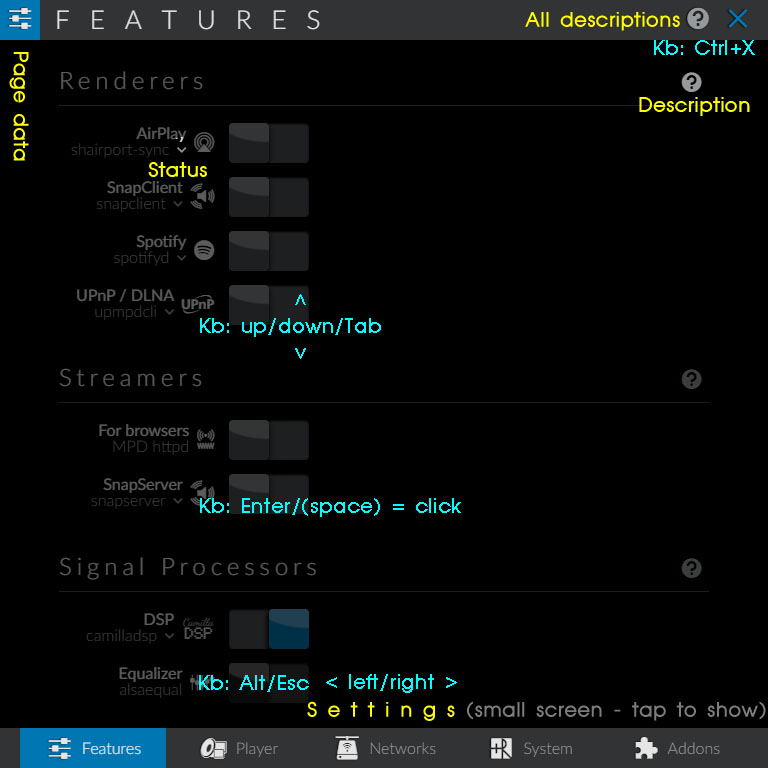 FEATURES
All descriptions
Kb: Ctrl+X
Page data
Renderers
Description
AirPlay
shairport-sync
Status
SnapClient
snapclient
Spotify
spotifyd
UPnP / DLNA
UPnP
upmpdcli
Kb: up/down/Tab
Streamers
For browsers
MPD httpd
SnapServer
snapserver
Kb: Enter/(space) = click
Signal Processors
DSP
Camilla
DSP
camilladsp
Equalizer
alsaequal
Kb: Alt/Esc < left/right >
Settings (small screen - tap to show)
Features Player Networks System Addons